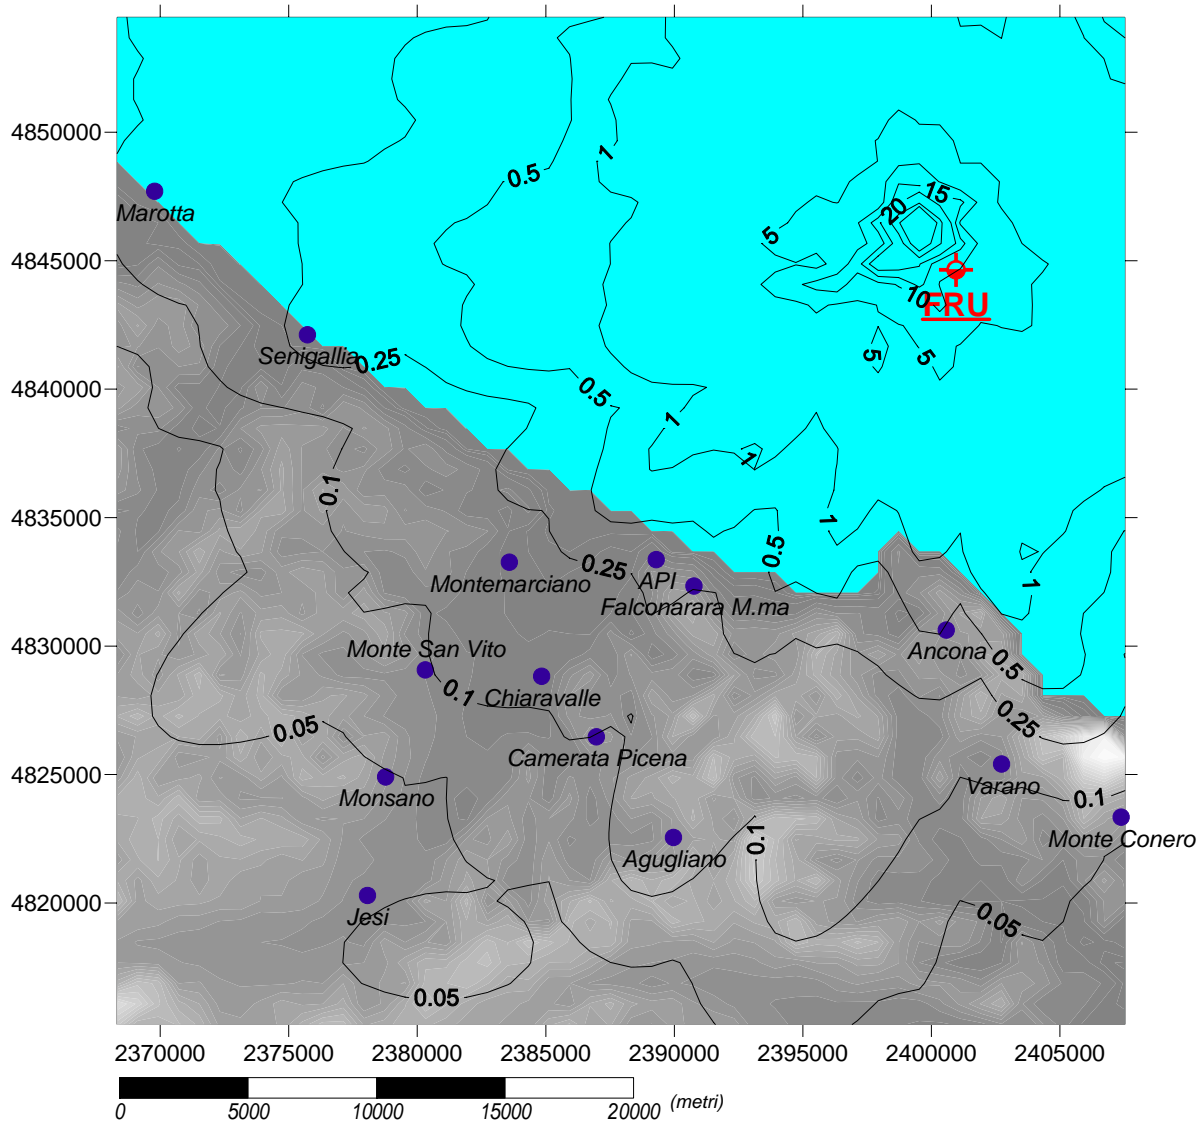 4850000
4845000
4840000
4835000
4830000
4825000
4820000
0.5
1
15
20
5
10
FRU
5
5
Marotta
Senigallia
0.25
0.5
1
1
0.1
1
0.5
0.25
API
Montemarciano
Falconarara M.ma
1
Monte San Vito
Ancona
0.5
0.1
Chiaravalle
0.25
0.05
Camerata Picena
Varano
Monsano
0.1
0.1
Monte Conero
Agugliano
Jesi
0.05
0.05
2370000 2375000 2380000 2385000 2390000 2395000 2400000 2405000
0 5000 10000 15000 20000 (metri)